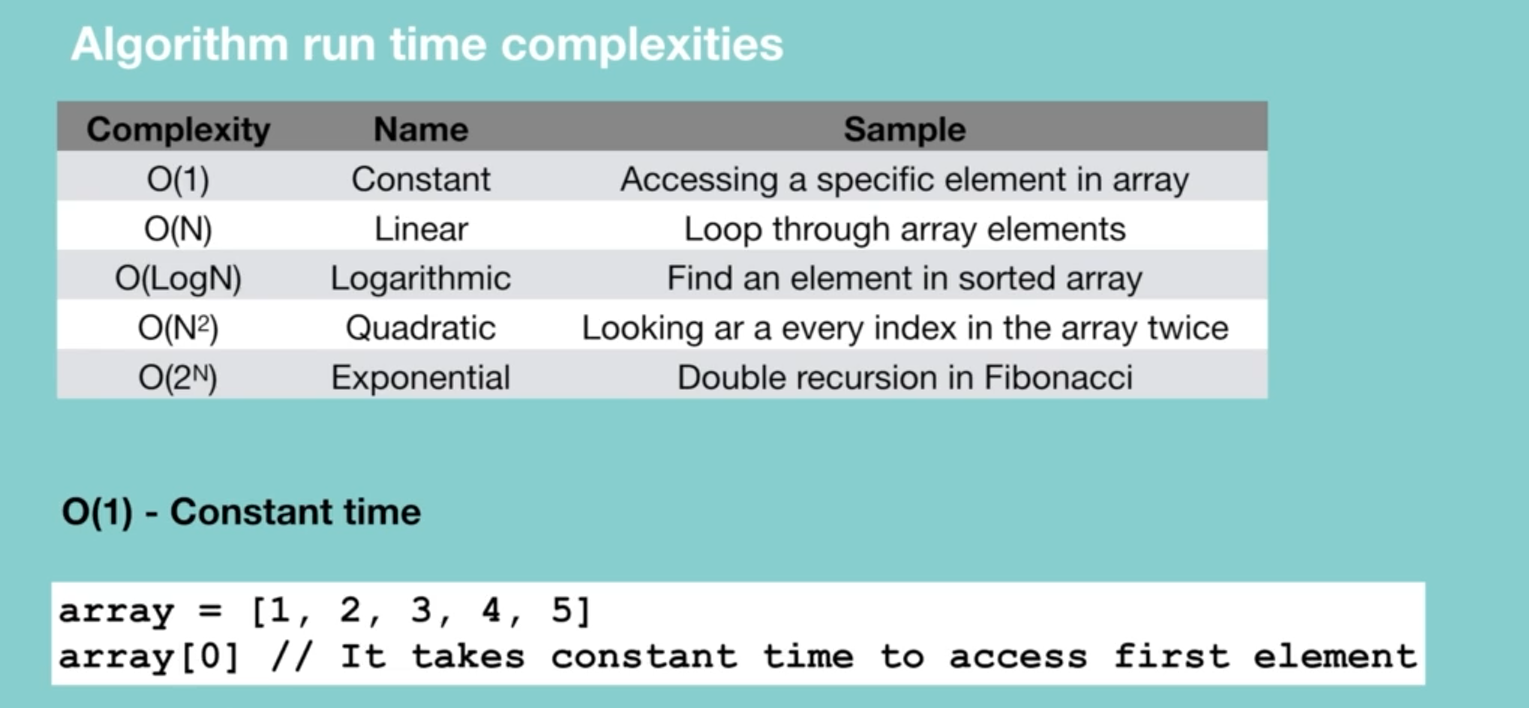 Algorithm run time complexities
Complexity Name Sample
O(1) Constant Accessing a specific element in array
O(N) Linear Loop through array elements
O(LogN) Logarithmic Find an element in sorted array
O(N²) Quadratic Looking ar a every index in the array twice
O(2ᴺ) Exponential Double recursion in Fibonacci
O(1) - Constant time
array = [1, 2, 3, 4, 5]
array[0] // It takes constant time to access first element